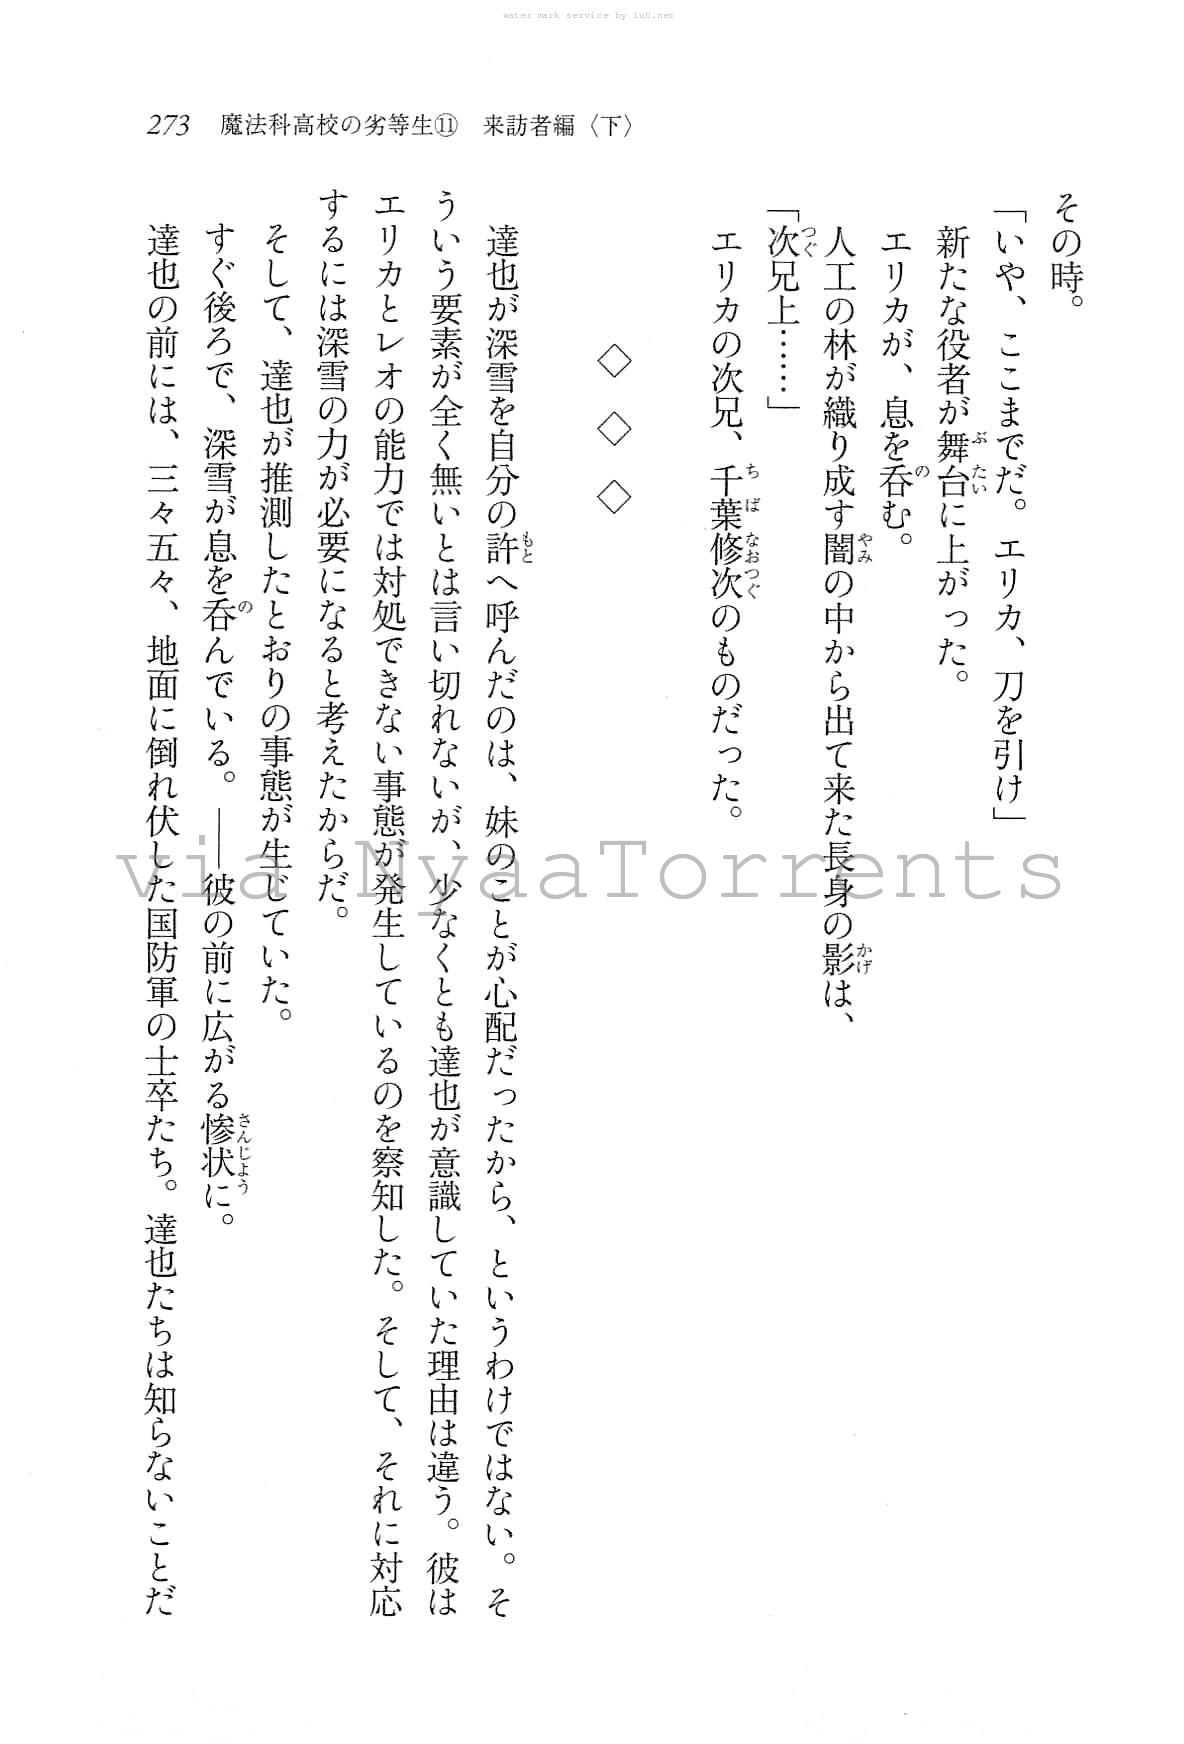 water mark service by lu0.net
273 魔法科高校の劣等生⑪ 来訪者編〈下〉
その時。
「いや、ここまでだ。エリカ、刀を引け」
新たな役者が舞台に上がった。
エリカが、息を呑む。
人工の林が織り成す闇の中から出て来た長身の影は、
「次兄上……」
エリカの次兄、千葉修次のものだった。
◇ ◇ ◇
達也が深雪を自分の許へ呼んだのは、妹のことが心配だったから、というわけではない。そ
ういう要素が全く無いとは言い切れないが、少なくとも達也が意識していた理由は違う。彼は
エリカとレオの能力では対処できない事態が発生しているのを察知した。そして、それに対応
するには深雪の力が必要になると考えたからだ。
そして、達也が推測したとおりの事態が生じていた。
すぐ後ろで、深雪が息を呑んでいる。――彼の前に広がる惨状に。
達也の前には、三々五々、地面に倒れ伏した国防軍の士卒たち。達也たちは知らないことだ
via NyaaTorrents